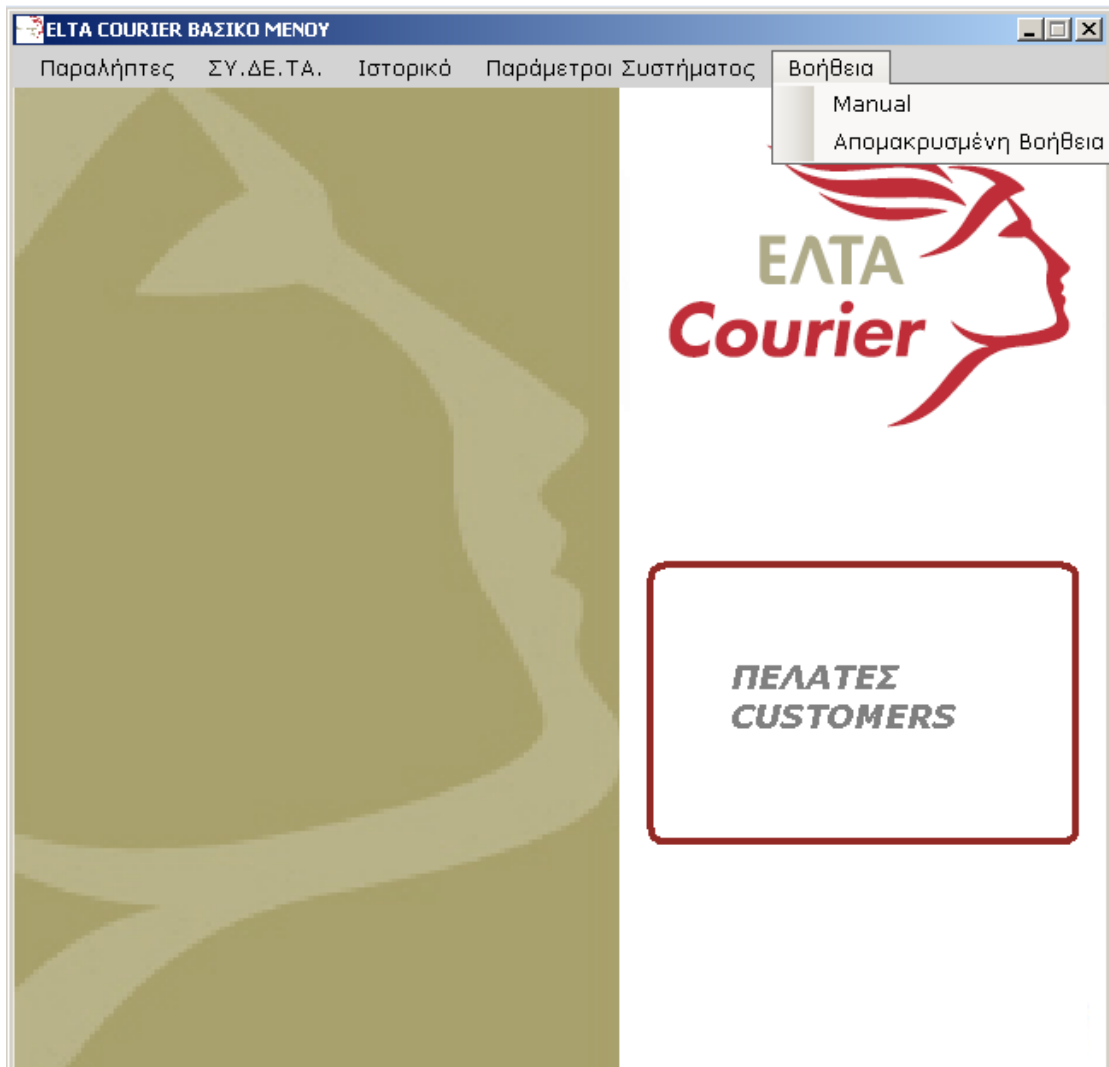 ELTA COURIER ΒΑΣΙΚΟ ΜΕΝΟΥ
Παραλήπτες ΣΥ.ΔΕ.ΤΑ. Ιστορικό Παράμετροι Συστήματος Βοήθεια
Manual
Απομακρυσμένη Βοήθεια
ΕΛΤΑ
Courier
ΠΕΛΑΤΕΣ
CUSTOMERS